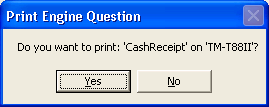 Print Engine Question
Do you want to print: 'CashReceipt' on 'TM-T88II'?
Yes No